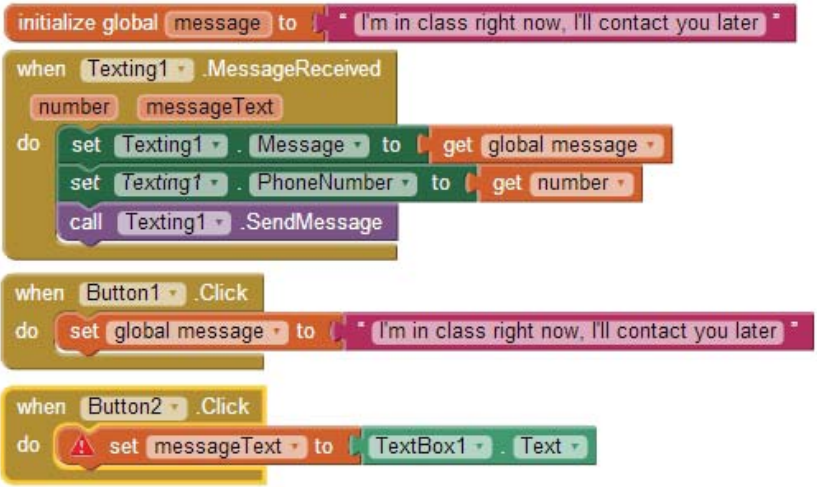 initialize global message to " I'm in class right now, I'll contact you later "
when Texting1 .MessageReceived
number messageText
do set Texting1 . Message to get global message
set Texting1 . PhoneNumber to get number
call Texting1 .SendMessage
when Button1 .Click
do set global message to " I'm in class right now, I'll contact you later "
when Button2 .Click
do set messageText to TextBox1 . Text